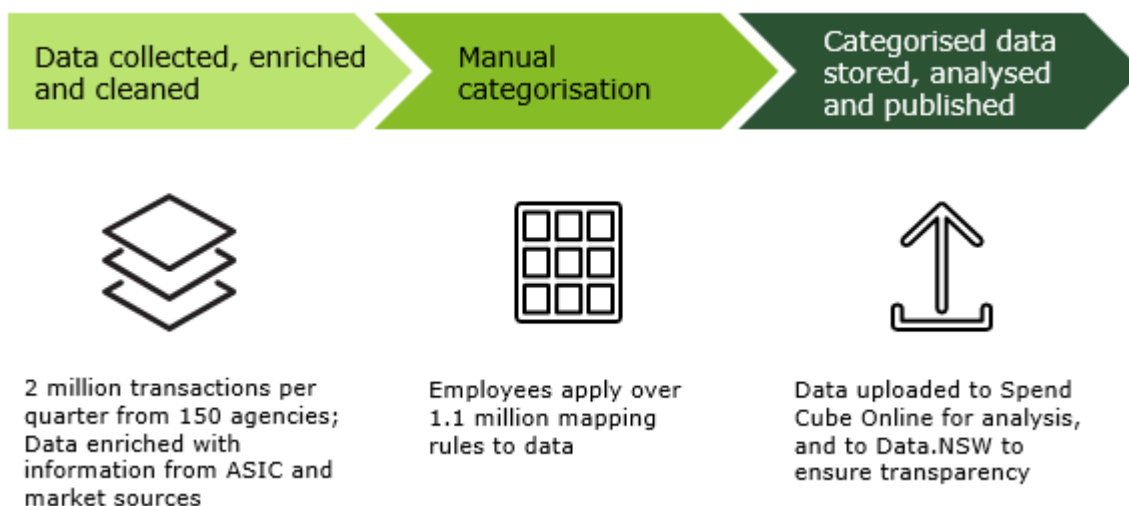 Data collected, enriched
and cleaned
Manual
categorisation
Categorised data
stored, analysed
and published
2 million transactions per
quarter from 150 agencies;
Data enriched with
information from ASIC and
market sources
Employees apply over
1.1 million mapping
rules to data
Data uploaded to Spend
Cube Online for analysis,
and to Data.NSW to
ensure transparency